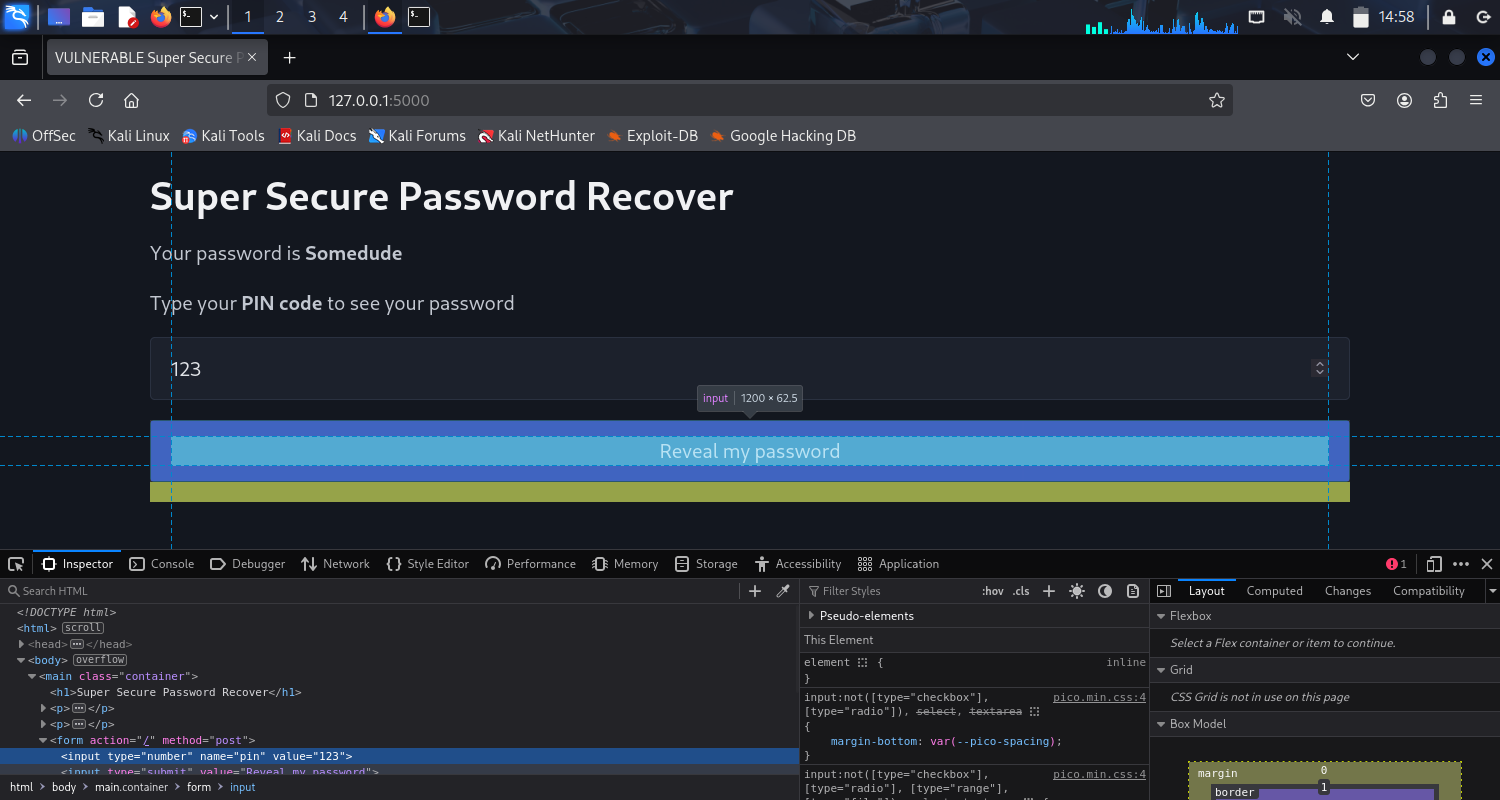 1 2 3 4 14:58
VULNERABLE Super Secure P
127.0.0.1:5000
OffSec Kali Linux Kali Tools Kali Docs Kali Forums Kali NetHunter Exploit-DB Google Hacking DB
Super Secure Password Recover
Your password is Somedude
Type your PIN code to see your password
123
input 1200 × 62.5
Reveal my password
Inspector Console Debugger Network Style Editor Performance Memory Storage Accessibility Application 1
Search HTML
<!DOCTYPE html>
<html> scroll
<head> </head>
<body> overflow
<main class="container">
<h1>Super Secure Password Recover</h1>
<p> </p>
<p> </p>
<form action="/" method="post">
<input type="number" name="pin" value="123">
<input type="submit" value="Reveal my password">
html body main.container form input
Filter Styles :hov .cls
Pseudo-elements
This Element
element { inline
}
input:not([type="checkbox"], pico.min.css:4
[type="radio"]), select, textarea
{
margin-bottom: var(--pico-spacing);
}
input:not([type="checkbox"], pico.min.css:4
[type="radio"], [type="range"],
Layout Computed Changes Compatibility
Flexbox
Select a Flex container or item to continue.
Grid
CSS Grid is not in use on this page
Box Model
margin 0
border 1